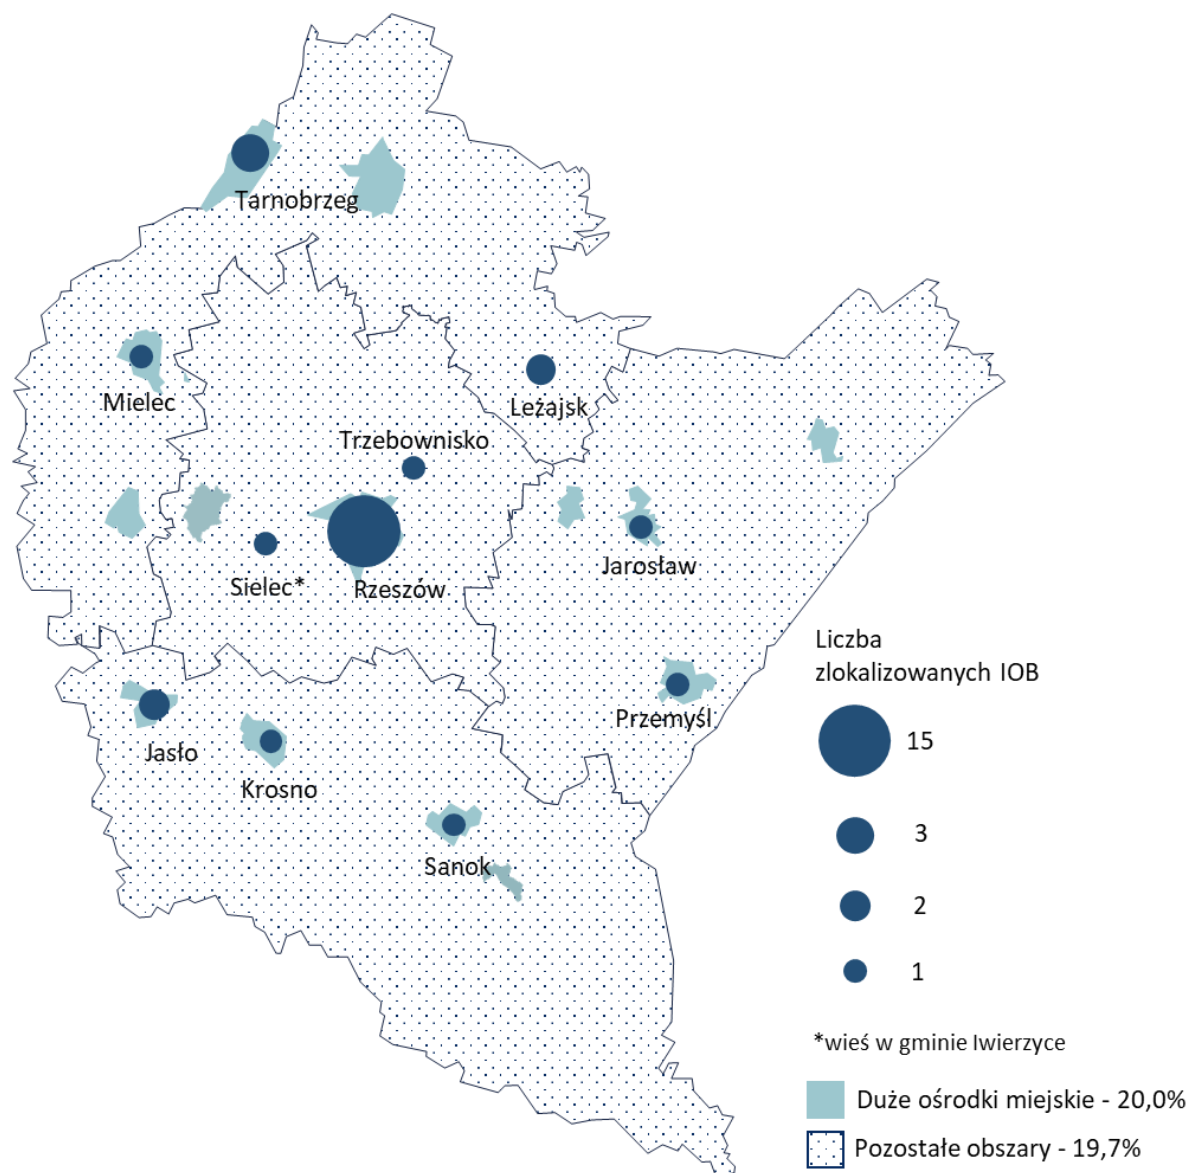 Tarnobrzeg
Mielec
Leżajsk
Trzebownisko
Sielec*
Rzeszów
Jarosław
Przemyśl
Jasło
Krosno
Sanok
Liczba
zlokalizowanych IOB
15
3
2
1
*wieś w gminie Iwierzyce
Duże ośrodki miejskie - 20,0%
Pozostałe obszary - 19,7%